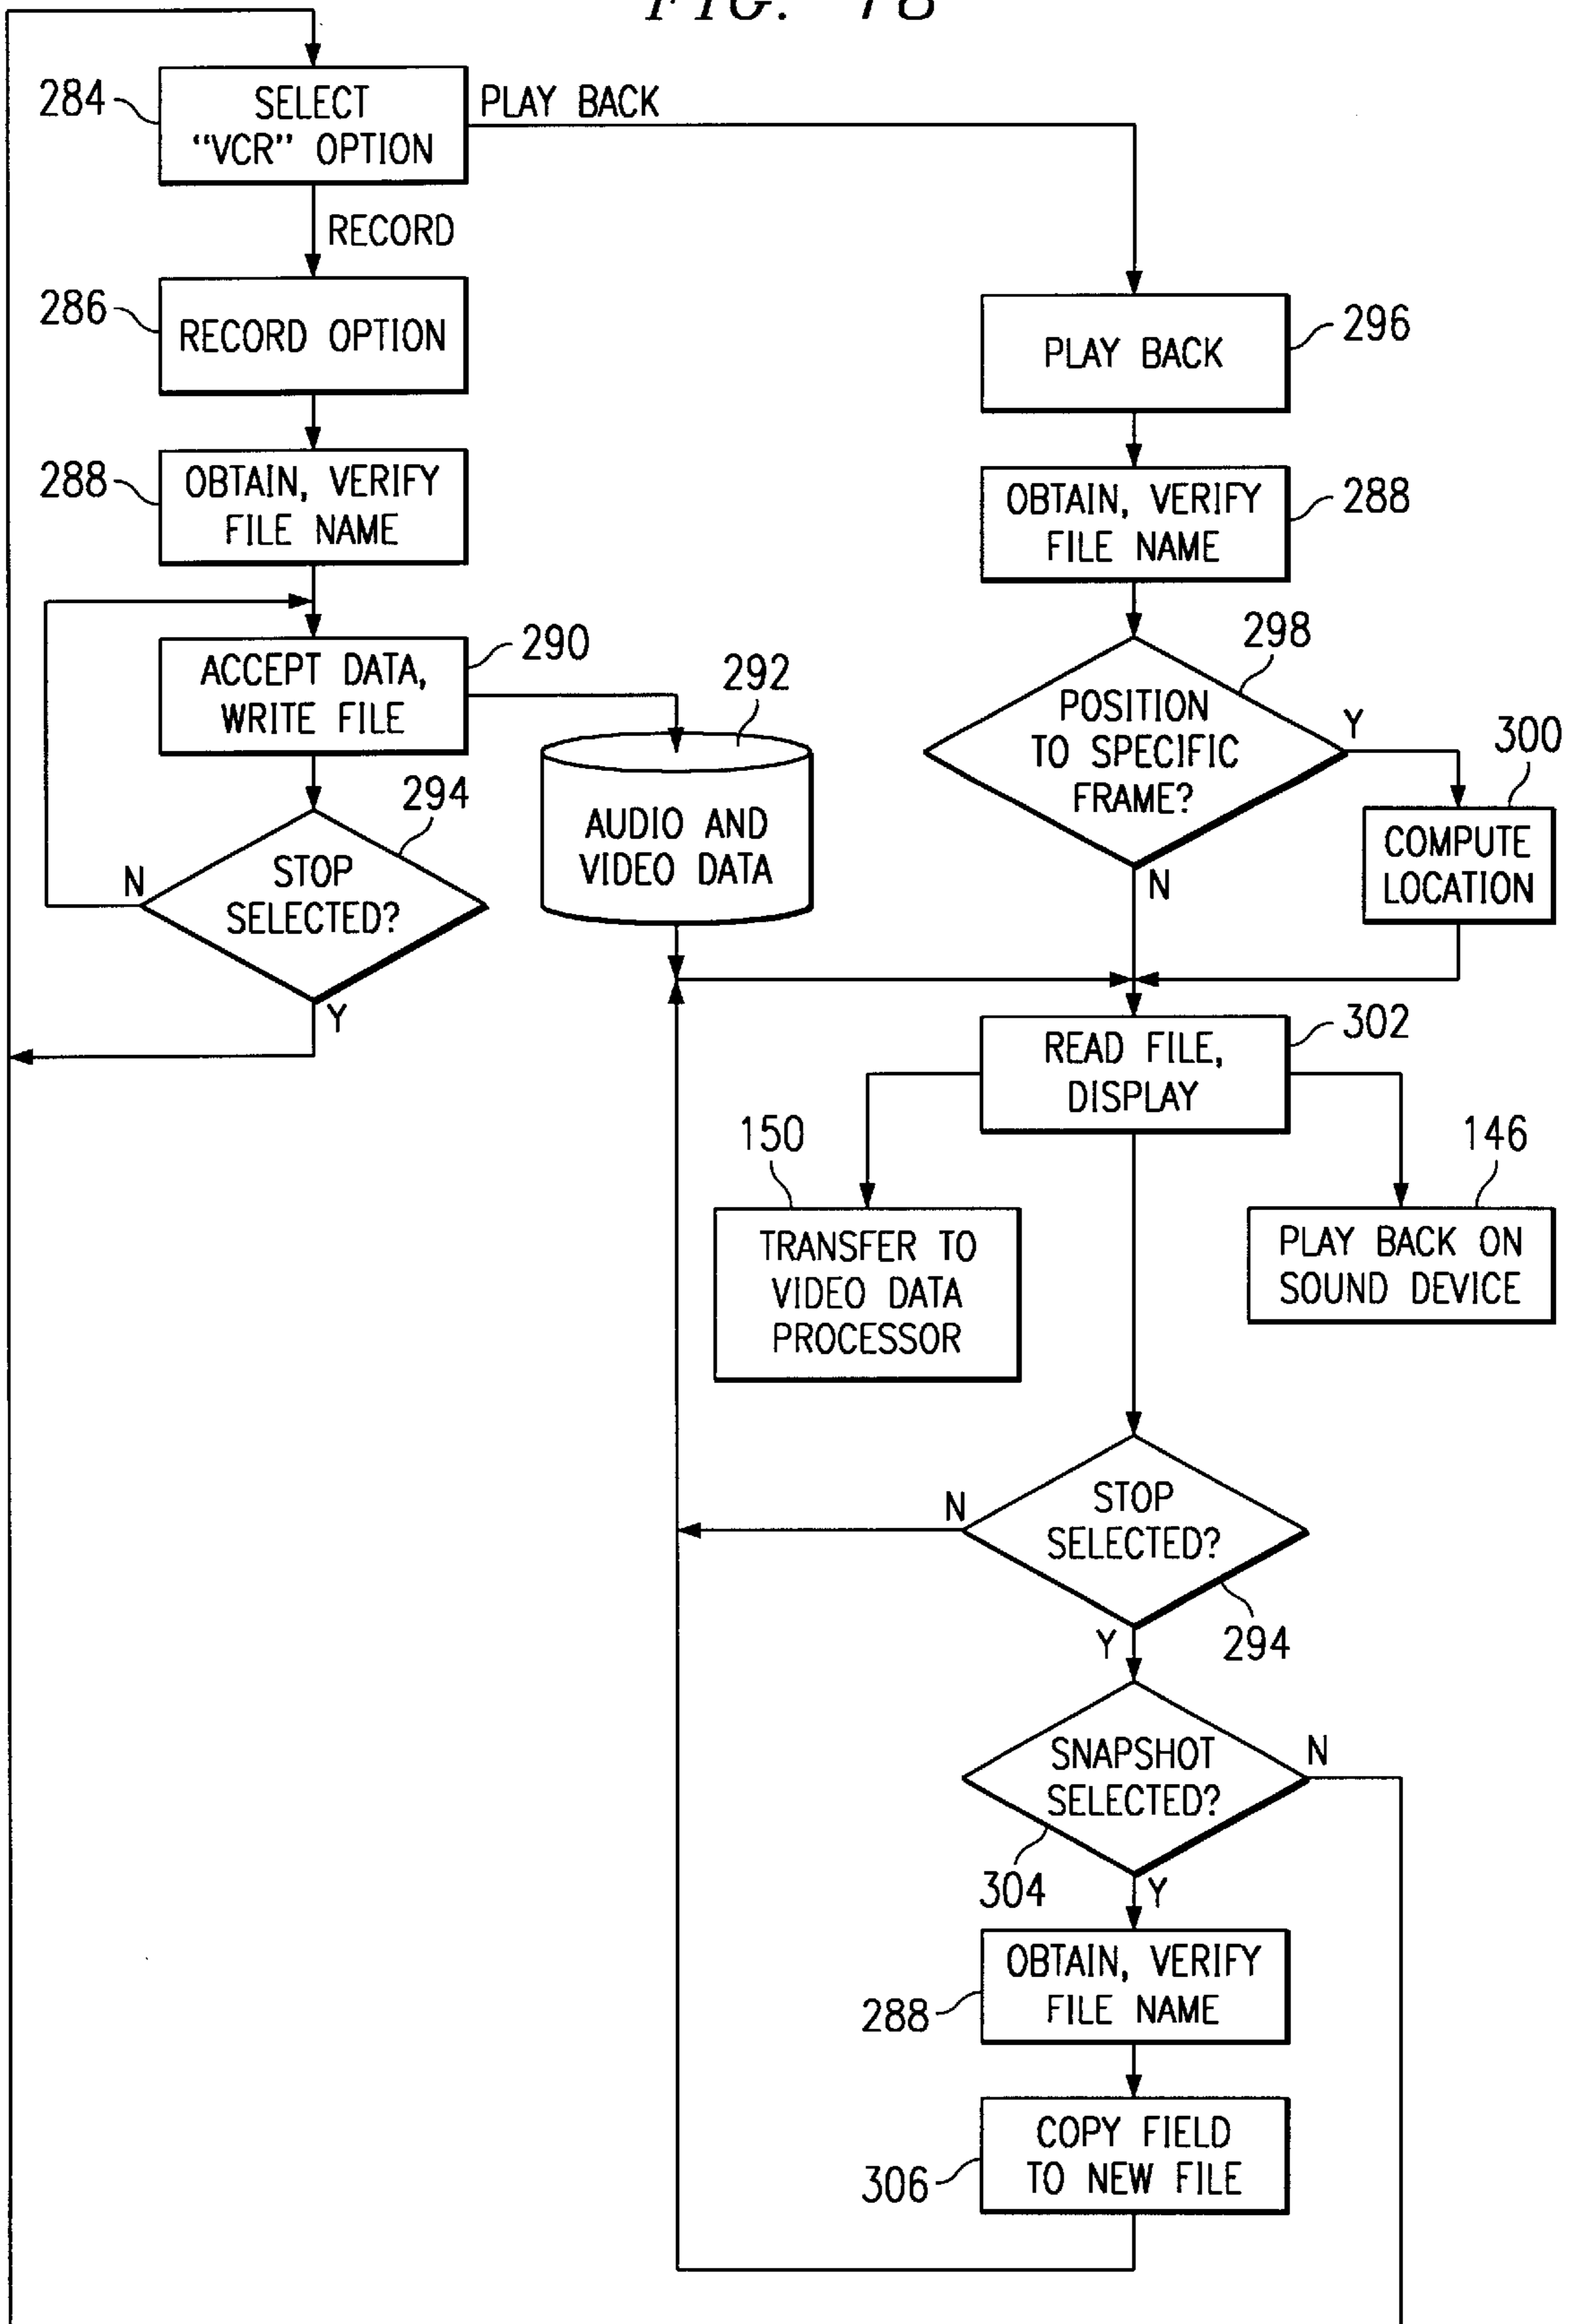 FIG. 18
284
SELECT
“VCR” OPTION
PLAY BACK
RECORD
286
RECORD OPTION
PLAY BACK
296
288
OBTAIN, VERIFY
FILE NAME
OBTAIN, VERIFY
FILE NAME
288
ACCEPT DATA,
WRITE FILE
290
292
AUDIO AND
VIDEO DATA
298
POSITION
TO SPECIFIC
FRAME?
Y
N
300
COMPUTE
LOCATION
294
STOP
SELECTED?
N
Y
READ FILE,
DISPLAY
302
150
TRANSFER TO
VIDEO DATA
PROCESSOR
146
PLAY BACK ON
SOUND DEVICE
N
STOP
SELECTED?
294
Y
SNAPSHOT
SELECTED?
N
304
Y
OBTAIN, VERIFY
FILE NAME
288
COPY FIELD
TO NEW FILE
306